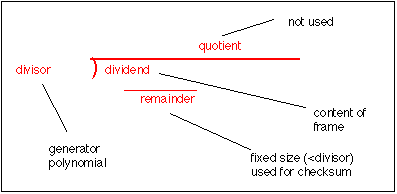 not used
quotient
divisor
dividend
remainder
content of
frame
generator
polynomial
fixed size (<divisor)
used for checksum